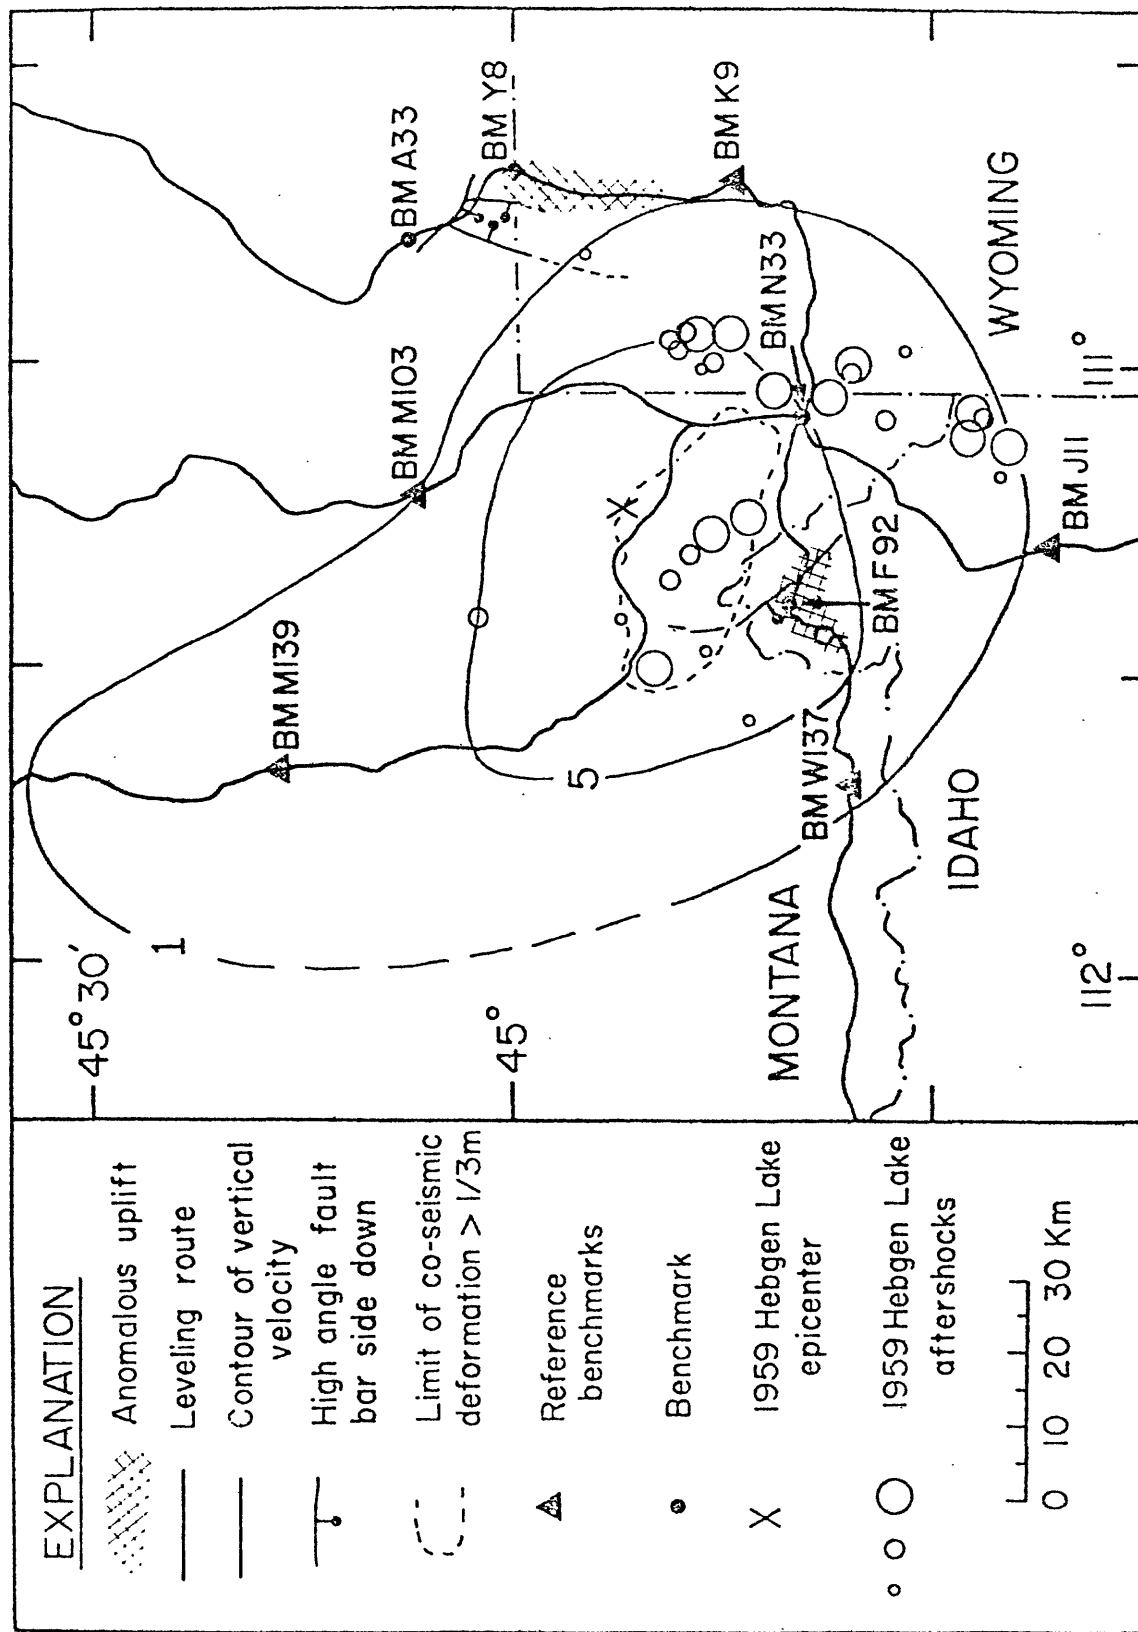 EXPLANATION
Anomalous uplift
Leveling route
Contour of vertical
velocity
High angle fault
bar side down
Limit of co-seismic
deformation > 1/3m
Reference
benchmarks
Benchmark
1959 Hebgen Lake
epicenter
1959 Hebgen Lake
aftershocks
0 10 20 30 Km
45° 30'
45°
112°
111°
1
5
BM M139
BM M103
BM A33
BM Y8
BM K9
BM N33
BM F92
BM W137
BM J11
MONTANA
IDAHO
WYOMING